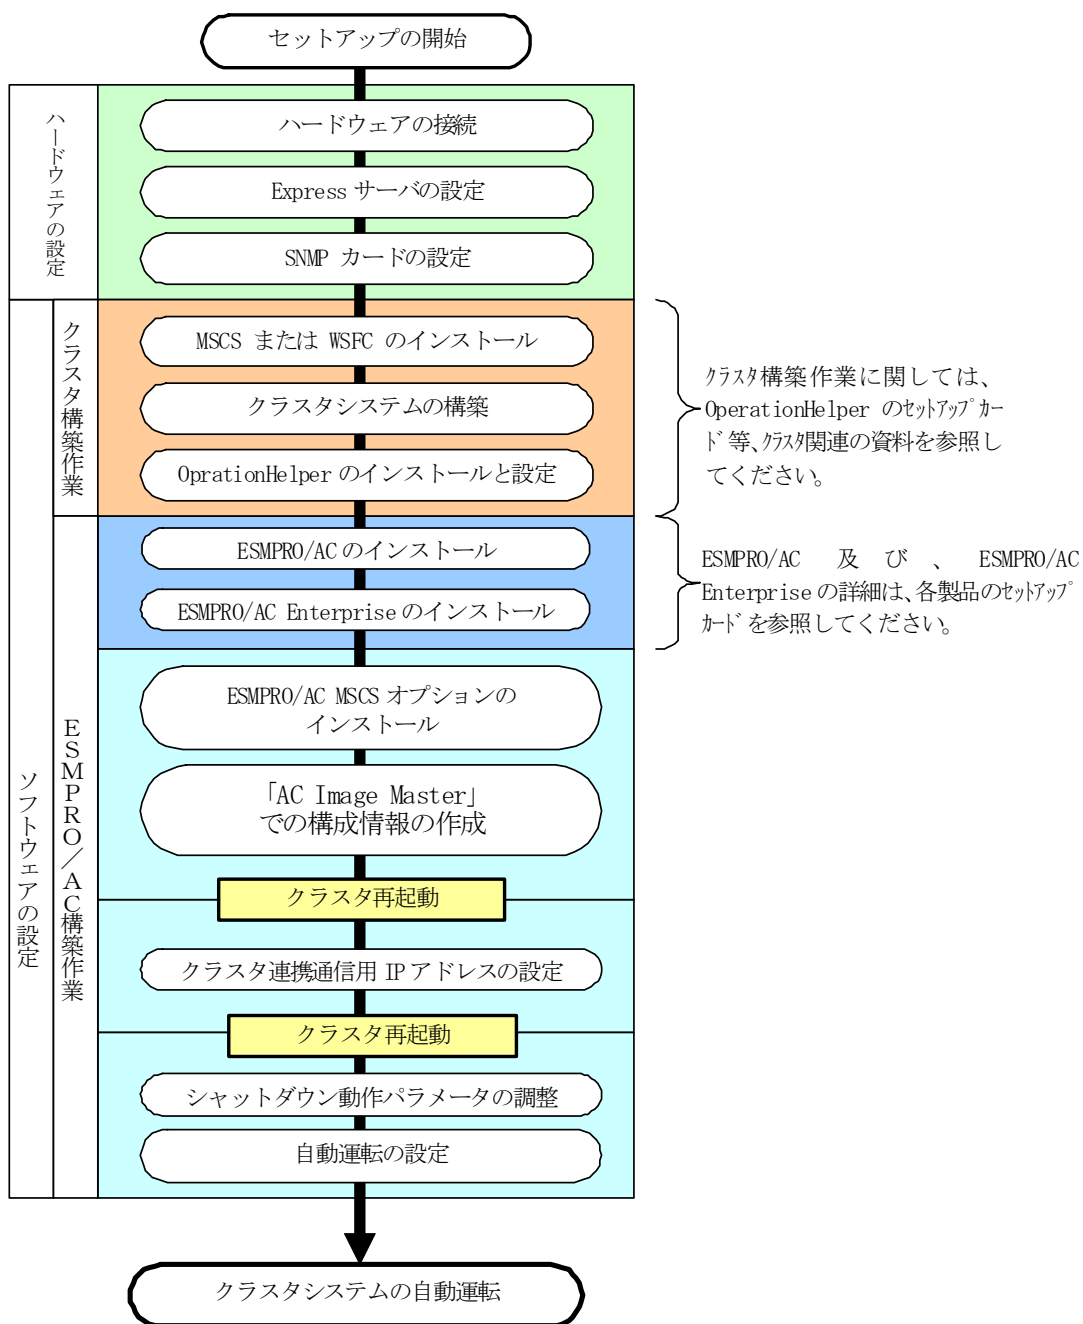 セットアップの開始
ハードウェアの設定
ハードウェアの接続
Express サーバの設定
SNMP カードの設定
ソフトウェアの設定
クラスタ構築作業
MSCS または WSFC のインストール
クラスタシステムの構築
OprationHelper のインストールと設定
クラスタ構築作業に関しては、
OperationHelper のセットアップカー
ド等、クラスタ関連の資料を参照し
てください。
ESMPRO/AC構築作業
ESMPRO/AC のインストール
ESMPRO/AC Enterprise のインストール
ESMPRO/AC 及び、ESMPRO/AC
Enterprise の詳細は、各製品のセットアップ
カードを参照してください。
ESMPRO/AC MSCS オプションの
インストール
「AC Image Master」
での構成情報の作成
クラスタ再起動
クラスタ連携通信用 IP アドレスの設定
クラスタ再起動
シャットダウン動作パラメータの調整
自動運転の設定
クラスタシステムの自動運転